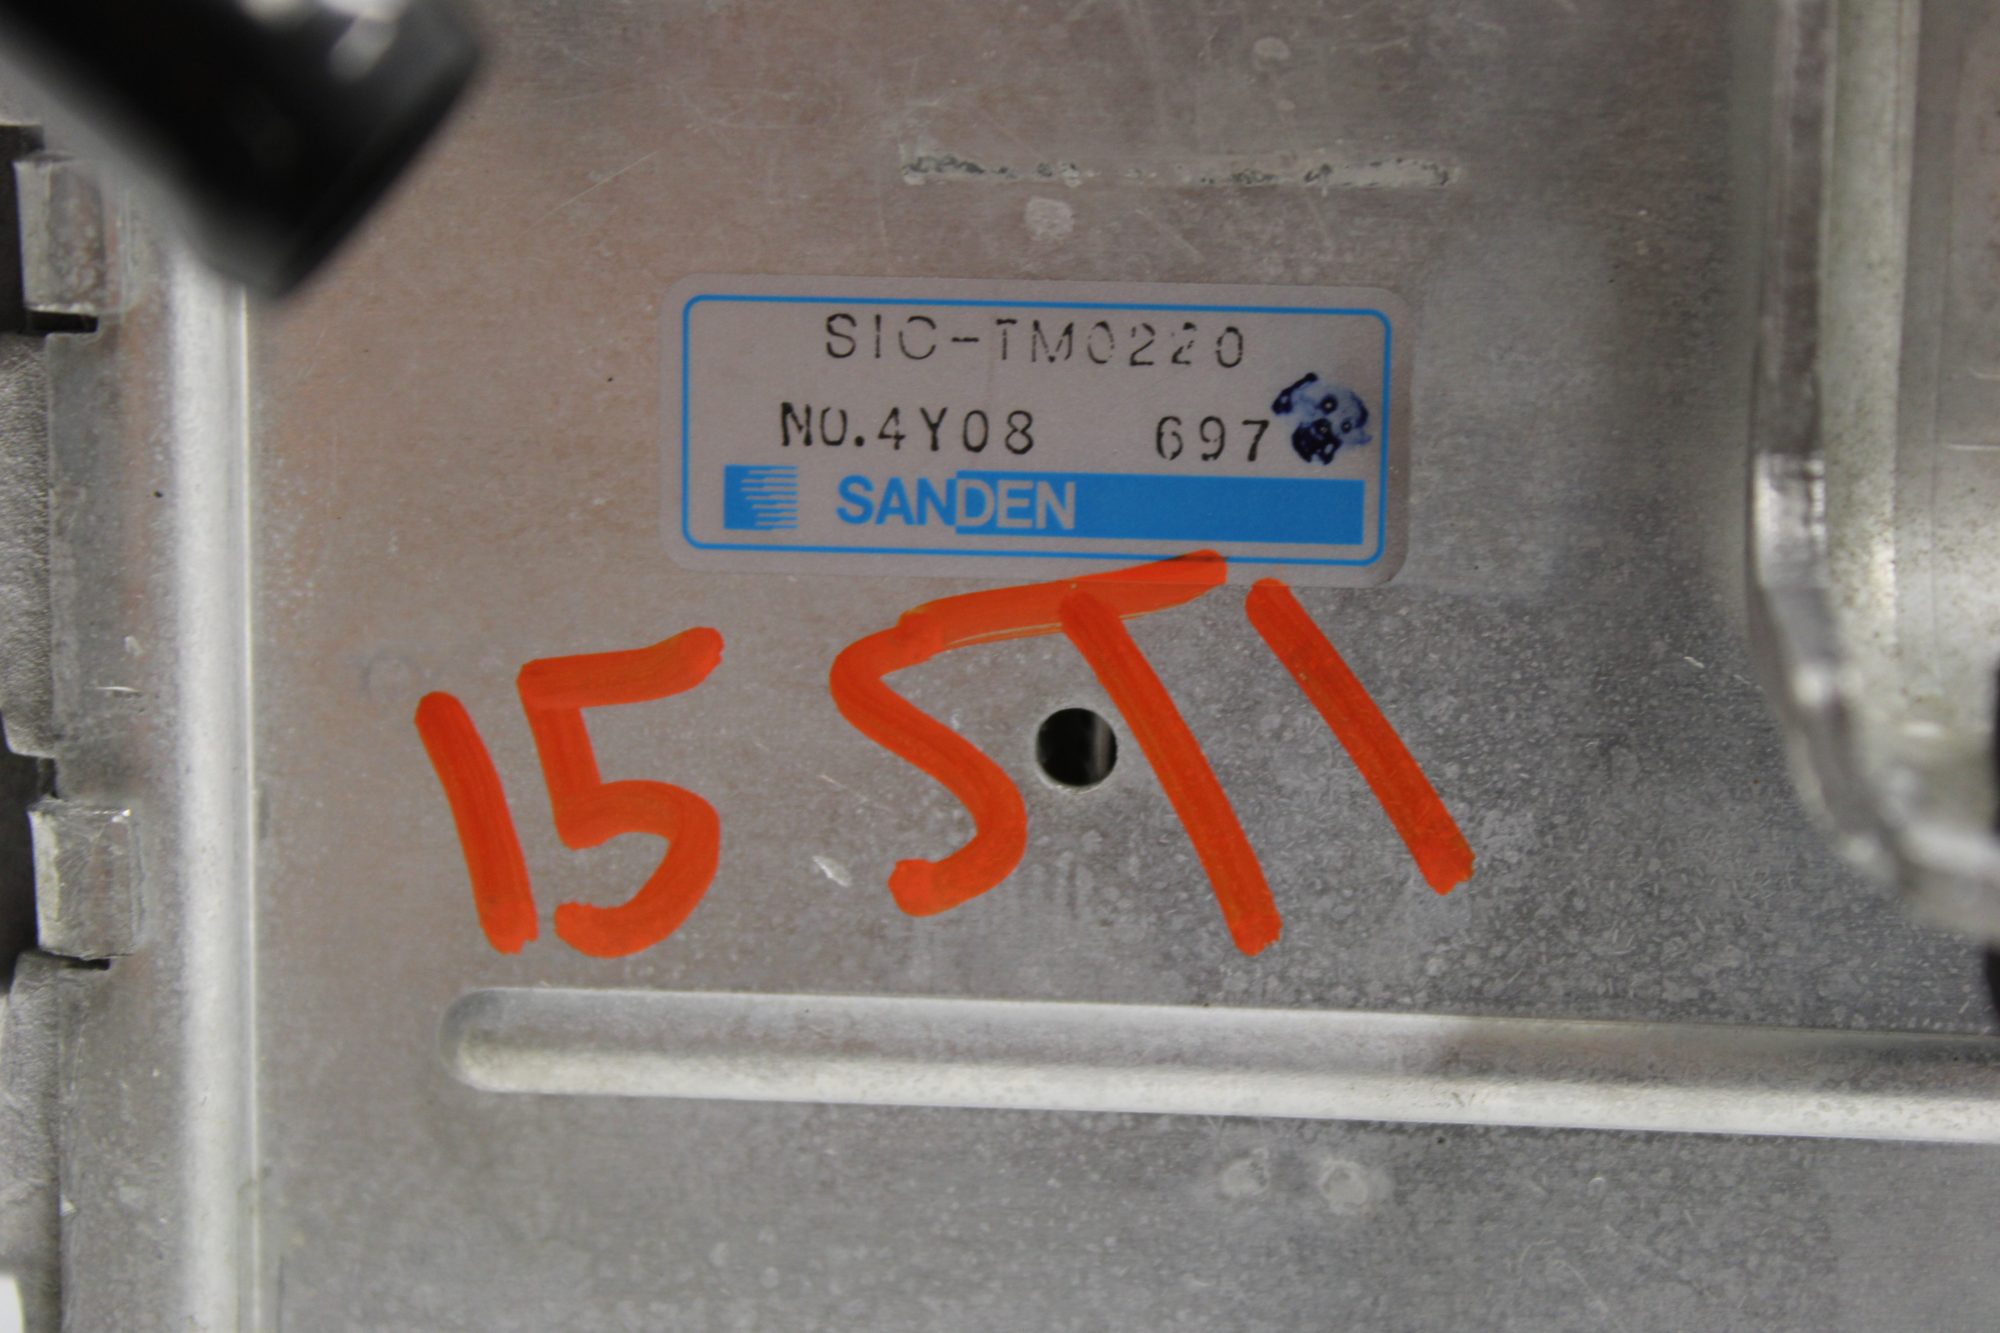 SIC-TM0220
NO.4Y08 697
SANDEN
15 STI